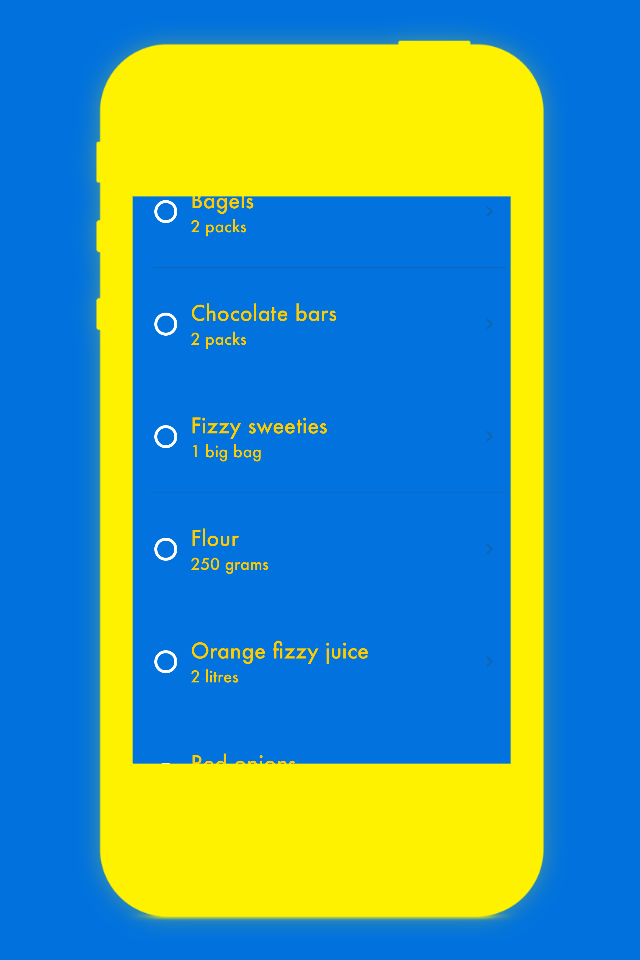 Bagels
2 packs
Chocolate bars
2 packs
Fizzy sweeties
1 big bag
Flour
250 grams
Orange fizzy juice
2 litres
Red onions